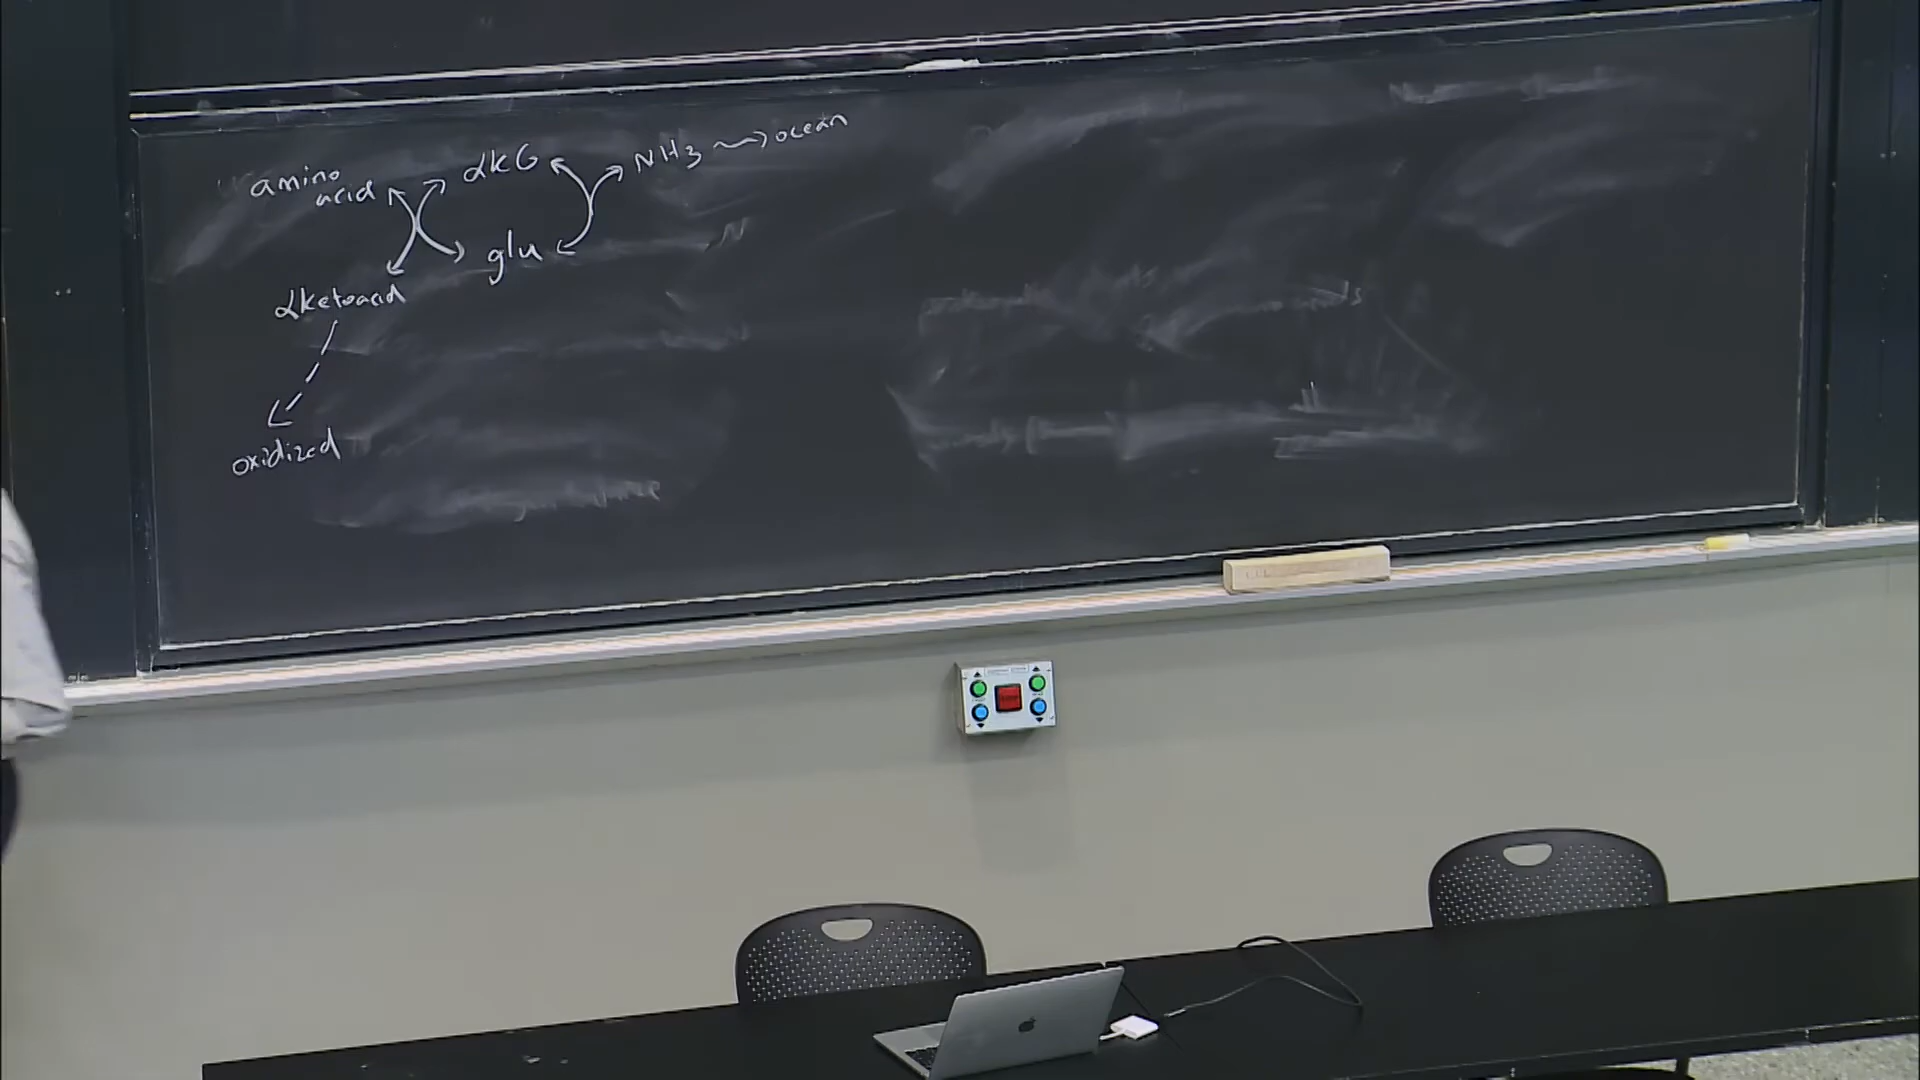 amino
acid
αKG
NH3
ocean
glu
αketoacid
oxidized